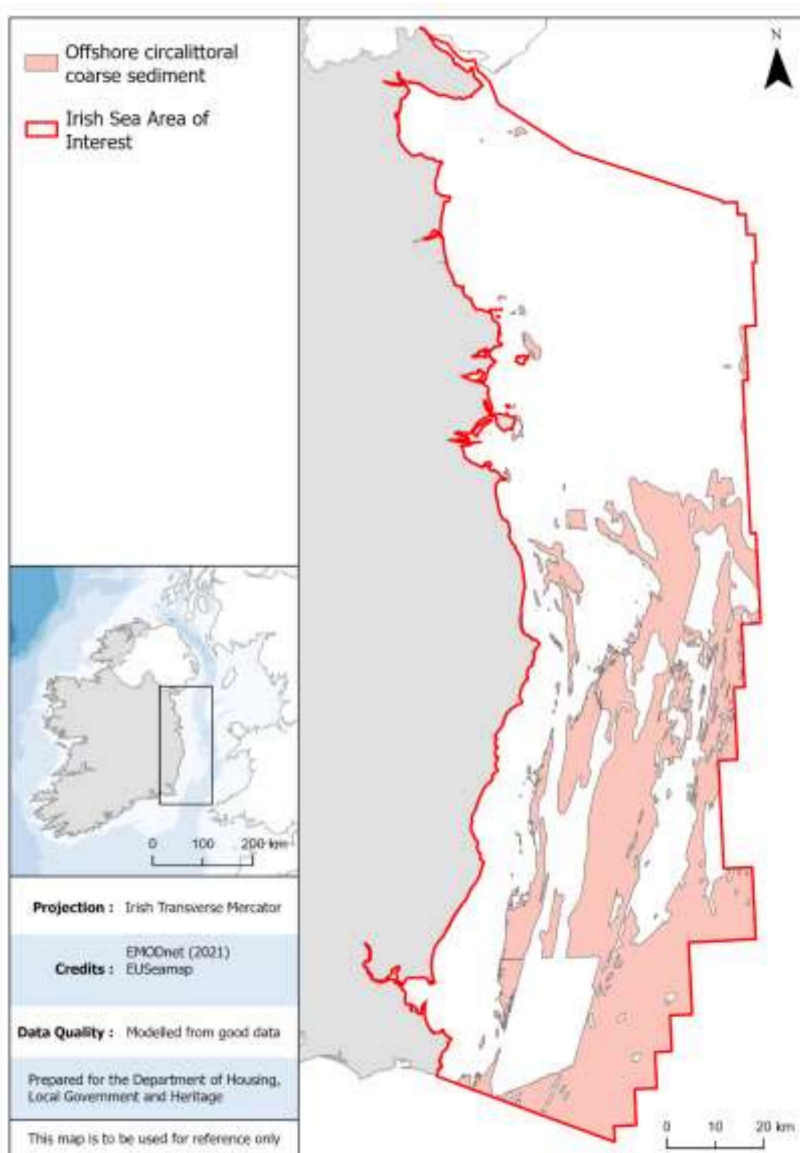 Offshore circalittoral
coarse sediment
Irish Sea Area of
Interest
N
0 100 200 km
Projection : Irish Transverse Mercator
EMODnet (2021)
Credits : EUSeamap
Data Quality : Modelled from good data
Prepared for the Department of Housing,
Local Government and Heritage
This map is to be used for reference only
0 10 20 km